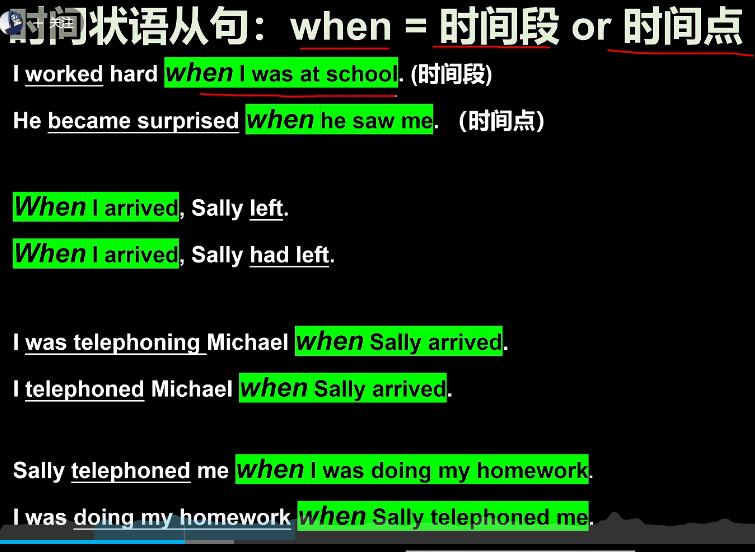 时间状语从句：when = 时间段 or 时间点
关注
I worked hard when I was at school. (时间段)
He became surprised when he saw me. （时间点）
When I arrived, Sally left.
When I arrived, Sally had left.
I was telephoning Michael when Sally arrived.
I telephoned Michael when Sally arrived.
Sally telephoned me when I was doing my homework.
I was doing my homework when Sally telephoned me.